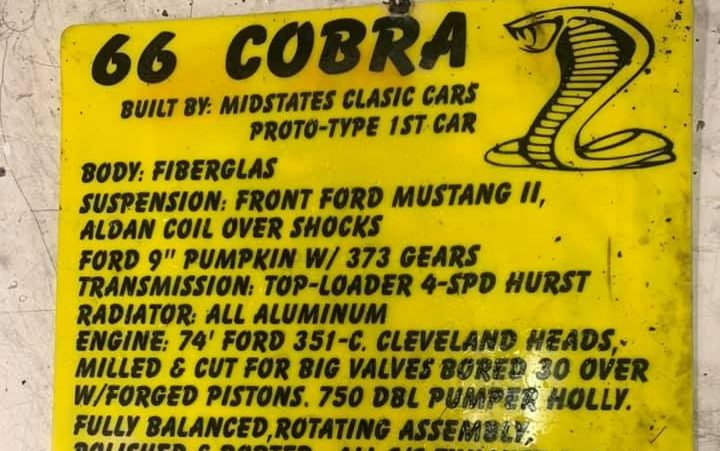 66 COBRA
BUILT BY: MIDSTATES CLASIC CARS
PROTO-TYPE 1ST CAR
BODY: FIBERGLAS
SUSPENSION: FRONT FORD MUSTANG II,
ALDAN COIL OVER SHOCKS
FORD 9" PUMPKIN W/ 373 GEARS
TRANSMISSION: TOP-LOADER 4-SPD HURST
RADIATOR: ALL ALUMINUM
ENGINE: 74' FORD 351-C. CLEVELAND HEADS,
MILLED & CUT FOR BIG VALVES BORED 30 OVER
W/FORGED PISTONS. 750 DBL PUMPER HOLLY.
FULLY BALANCED,ROTATING ASSEMBLY,
POLISHED & PORTED